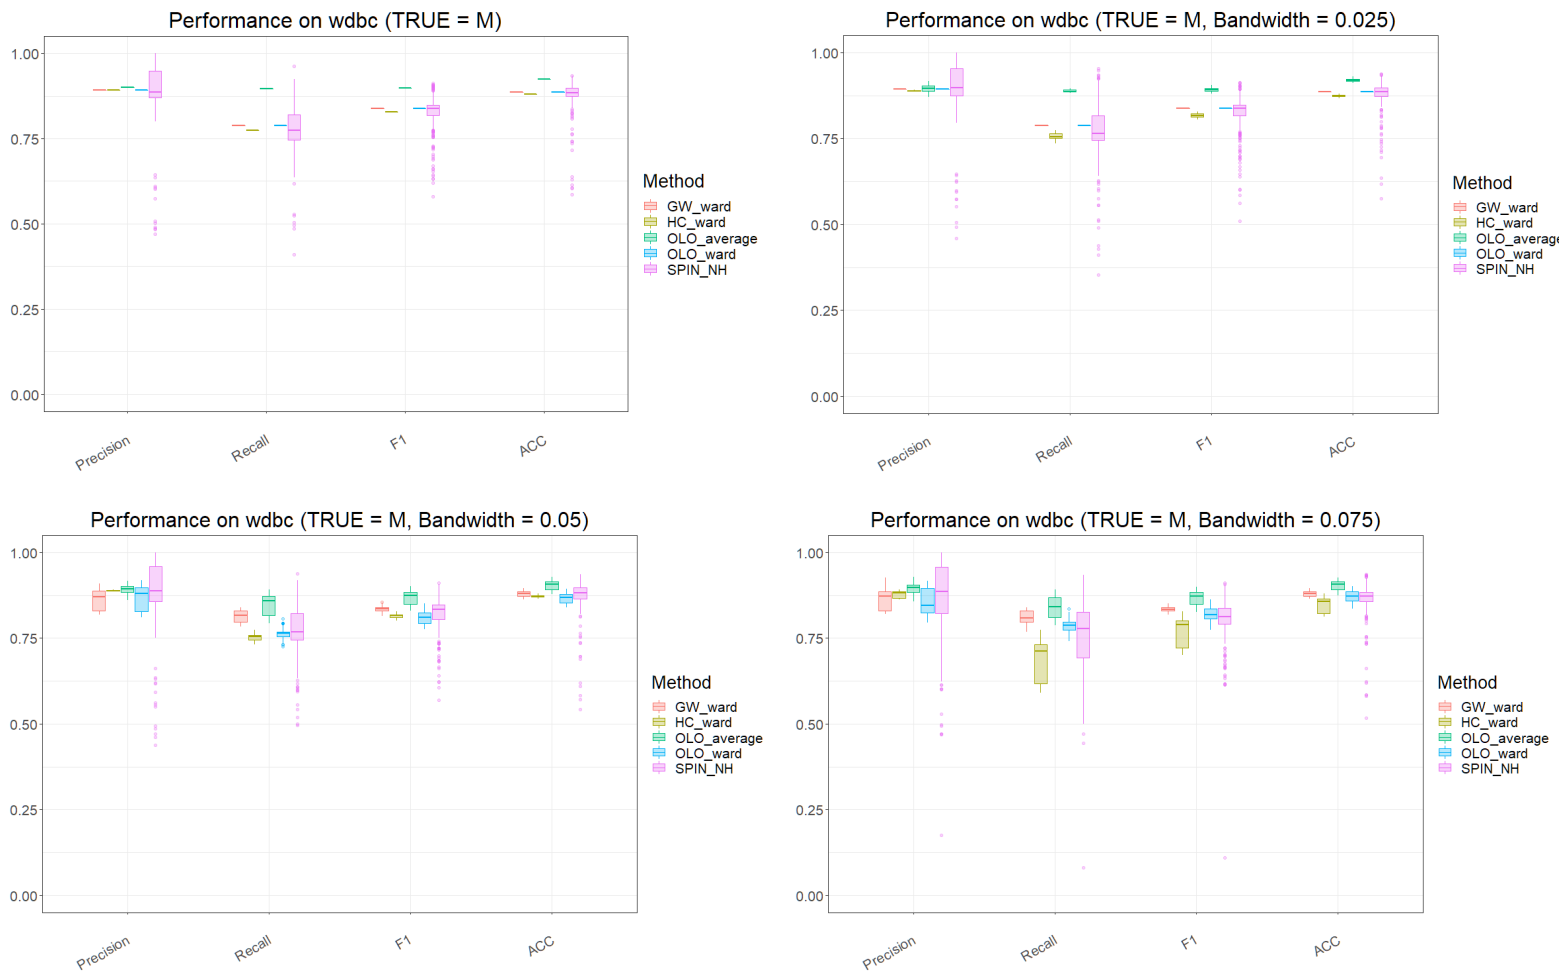 Performance on wdbc (TRUE = M)
1.00
0.75
0.50
0.25
0.00
Precision
Recall
F1
ACC
Method
GW_ward
HC_ward
OLO_average
OLO_ward
SPIN_NH
Performance on wdbc (TRUE = M, Bandwidth = 0.025)
1.00
0.75
0.50
0.25
0.00
Precision
Recall
F1
ACC
Method
GW_ward
HC_ward
OLO_average
OLO_ward
SPIN_NH
Performance on wdbc (TRUE = M, Bandwidth = 0.05)
1.00
0.75
0.50
0.25
0.00
Precision
Recall
F1
ACC
Method
GW_ward
HC_ward
OLO_average
OLO_ward
SPIN_NH
Performance on wdbc (TRUE = M, Bandwidth = 0.075)
1.00
0.75
0.50
0.25
0.00
Precision
Recall
F1
ACC
Method
GW_ward
HC_ward
OLO_average
OLO_ward
SPIN_NH